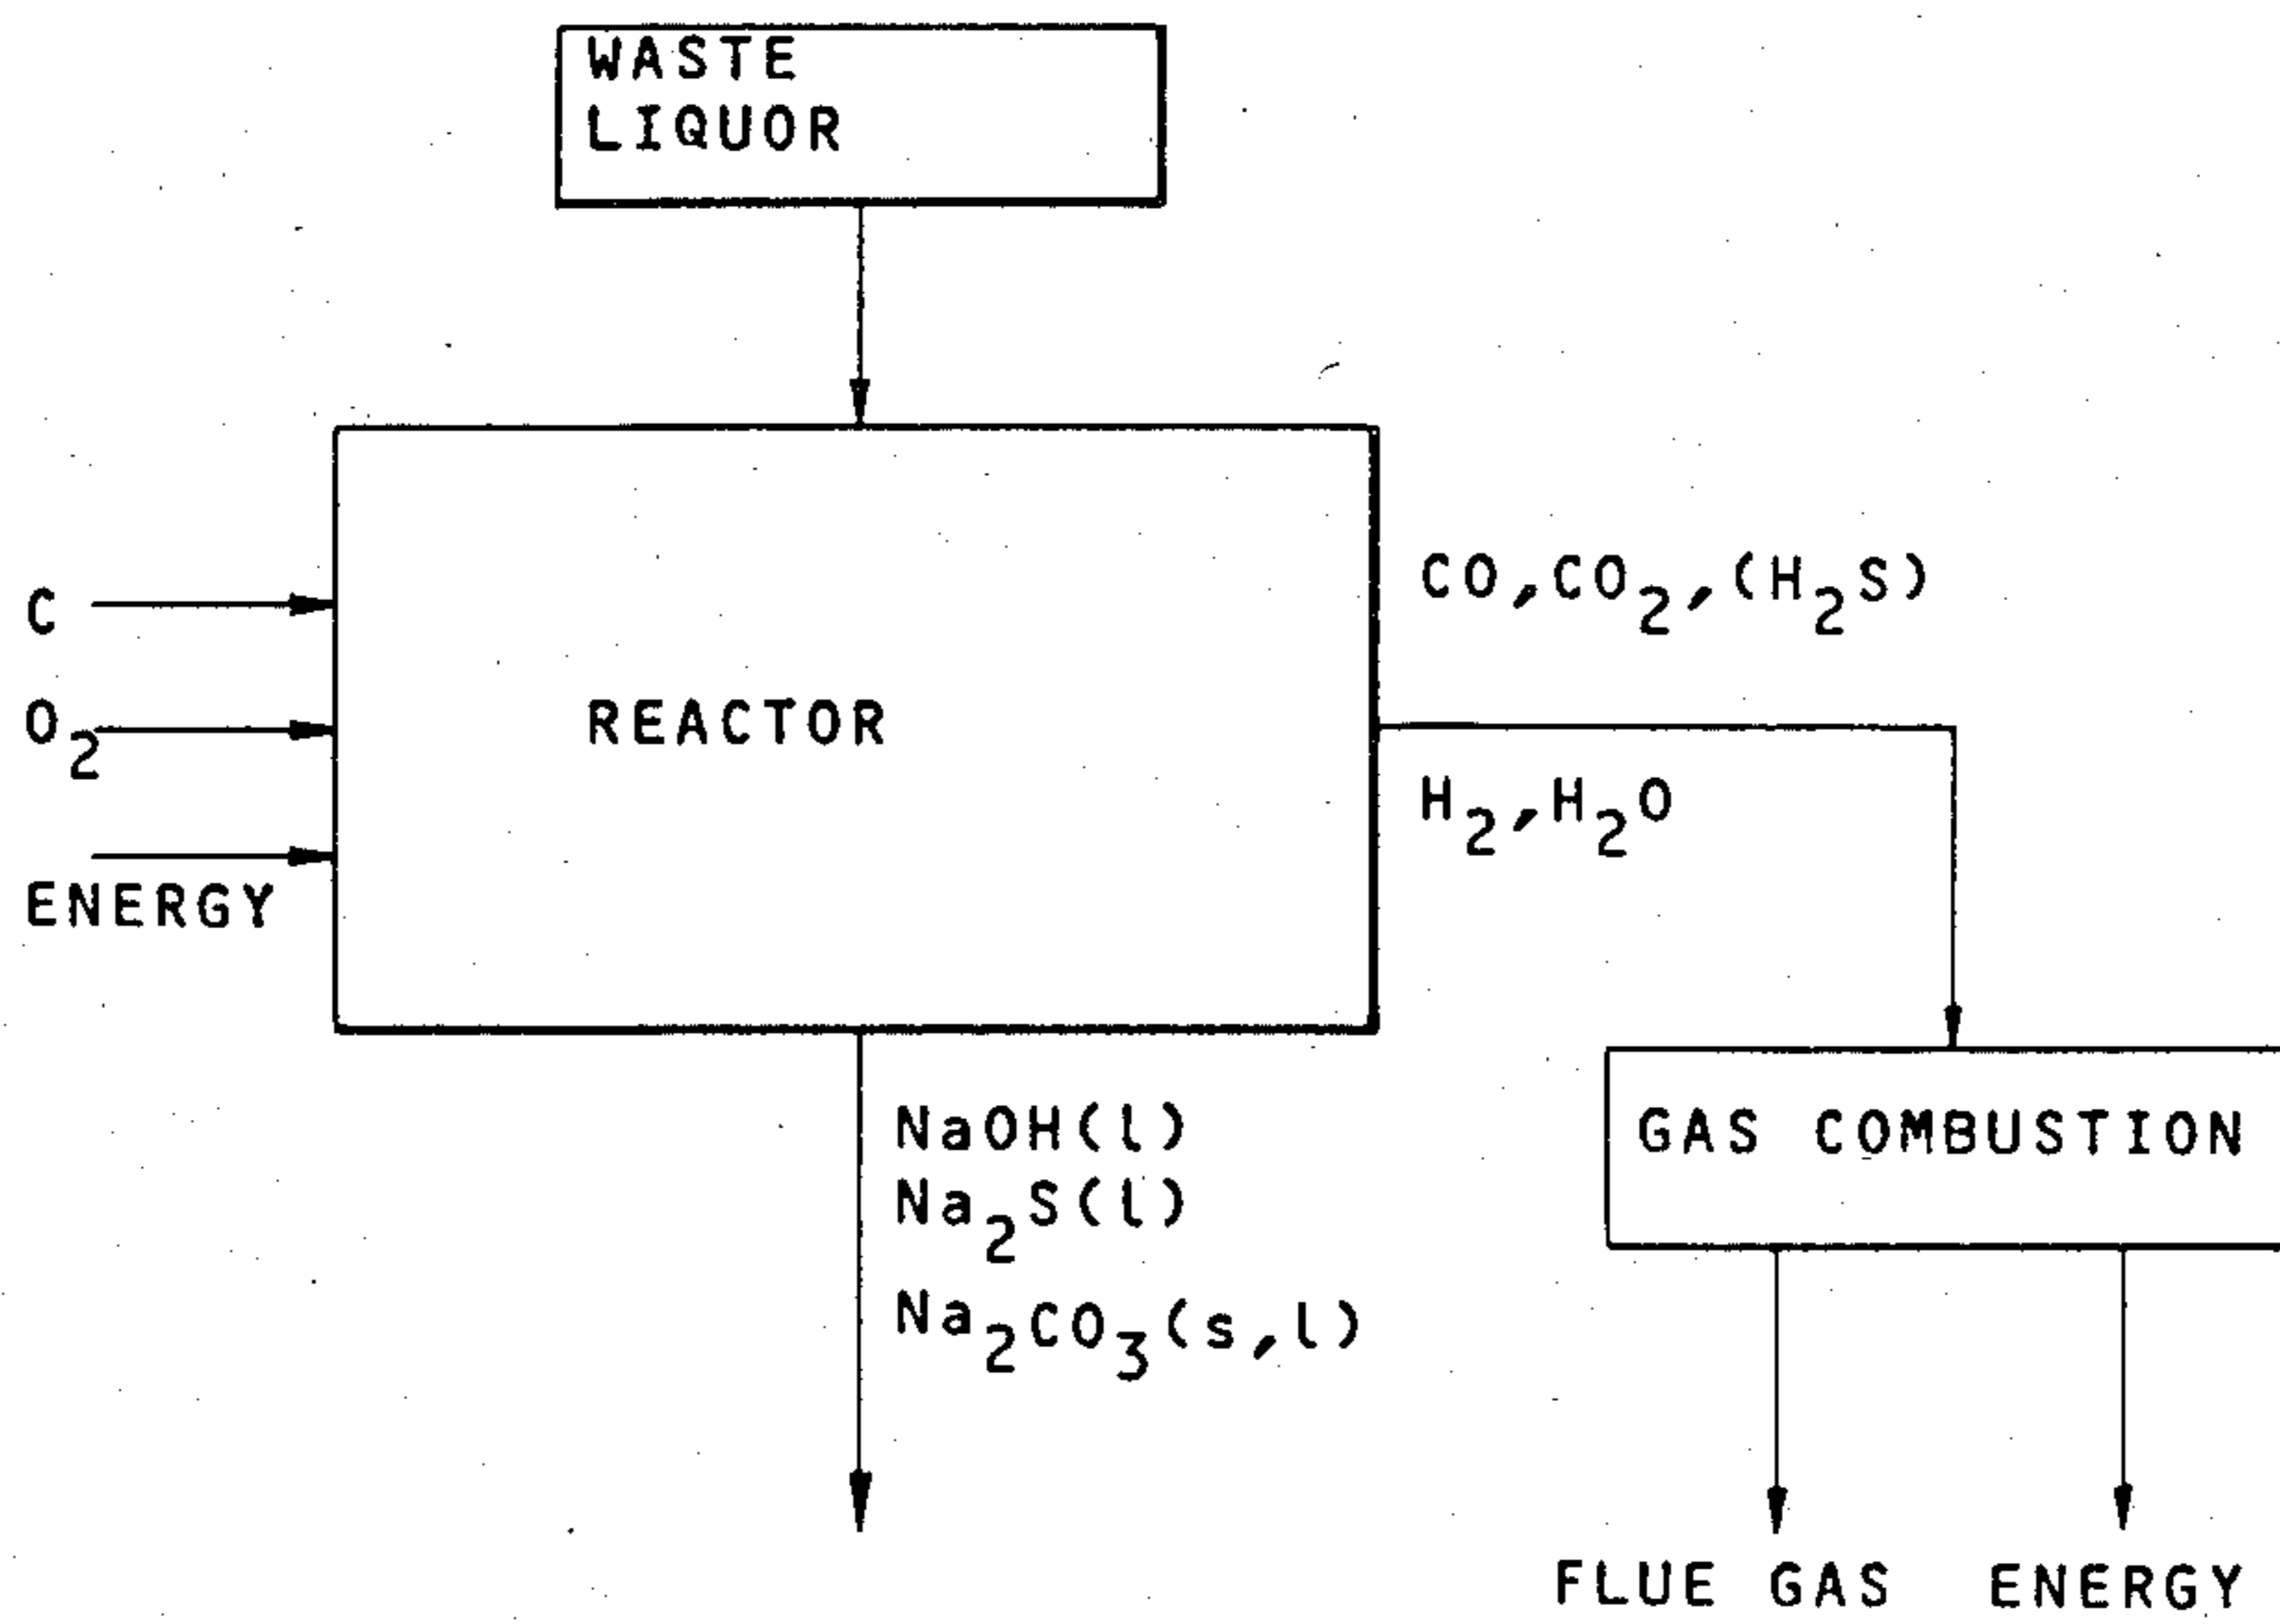 WASTE
LIQUOR
C
O₂
ENERGY
REACTOR
CO,CO₂,(H₂S)
H₂,H₂O
NaOH(l)
Na₂S(l)
Na₂CO₃(s,l)
GAS COMBUSTION
FLUE GAS ENERGY